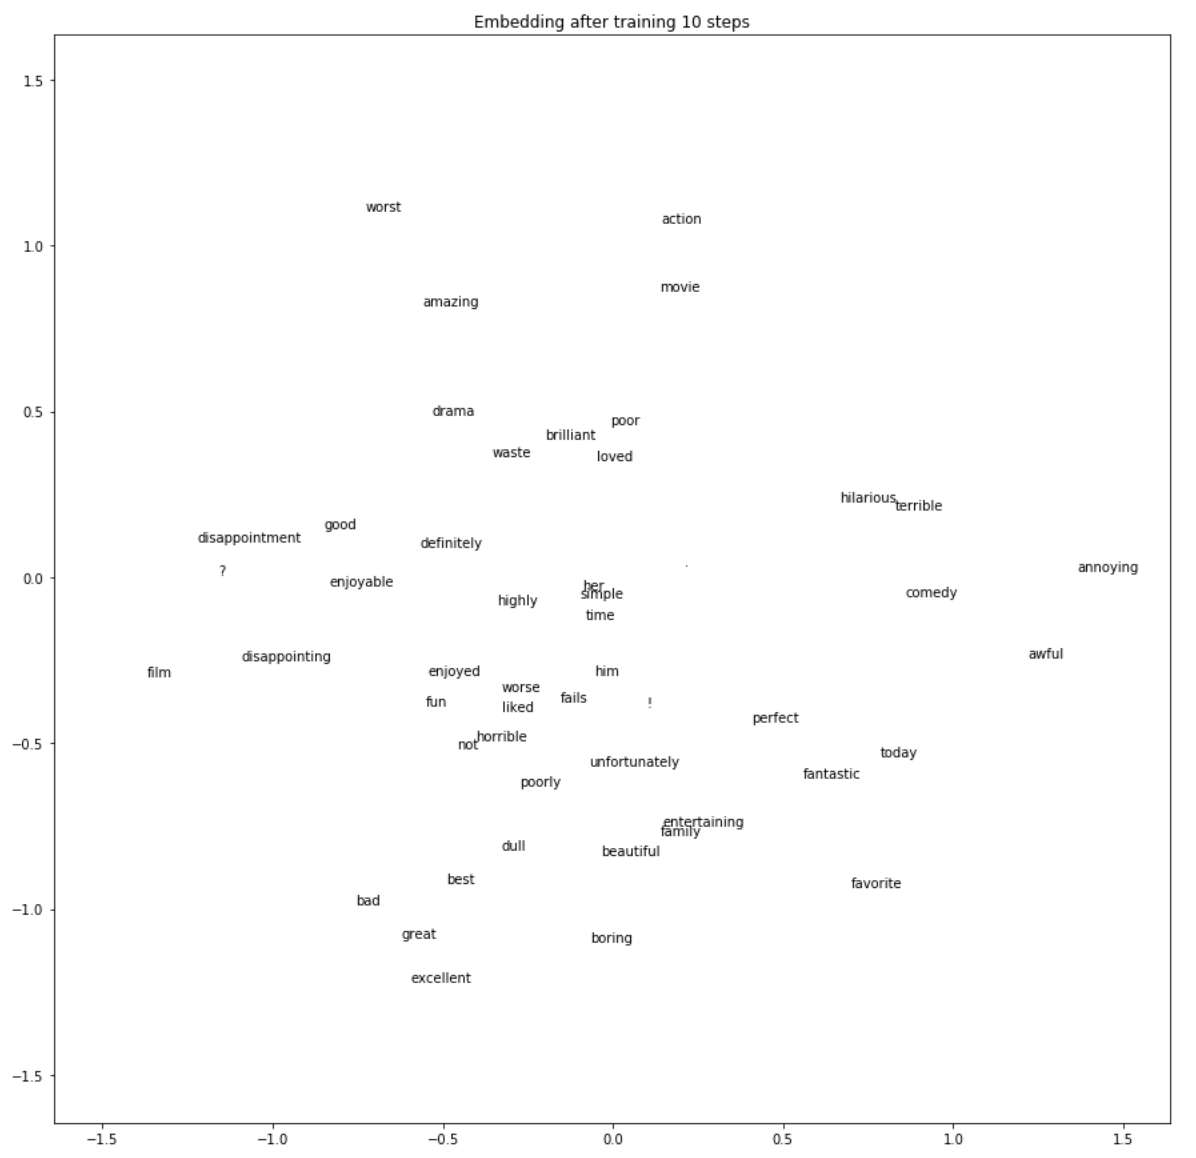 Embedding after training 10 steps
1.5
worst
action
1.0
movie
amazing
0.5
drama
poor
brilliant
waste
loved
hilarious
terrible
good
disappointment
definitely
.
annoying
?
0.0
enjoyable
her
simple
comedy
highly
time
awful
disappointing
film
enjoyed
him
worse
fails
fun
liked
!
perfect
horrible
not
−0.5
today
unfortunately
fantastic
poorly
entertaining
family
dull
beautiful
best
favorite
bad
−1.0
great
boring
excellent
−1.5
−1.5 −1.0 −0.5 0.0 0.5 1.0 1.5